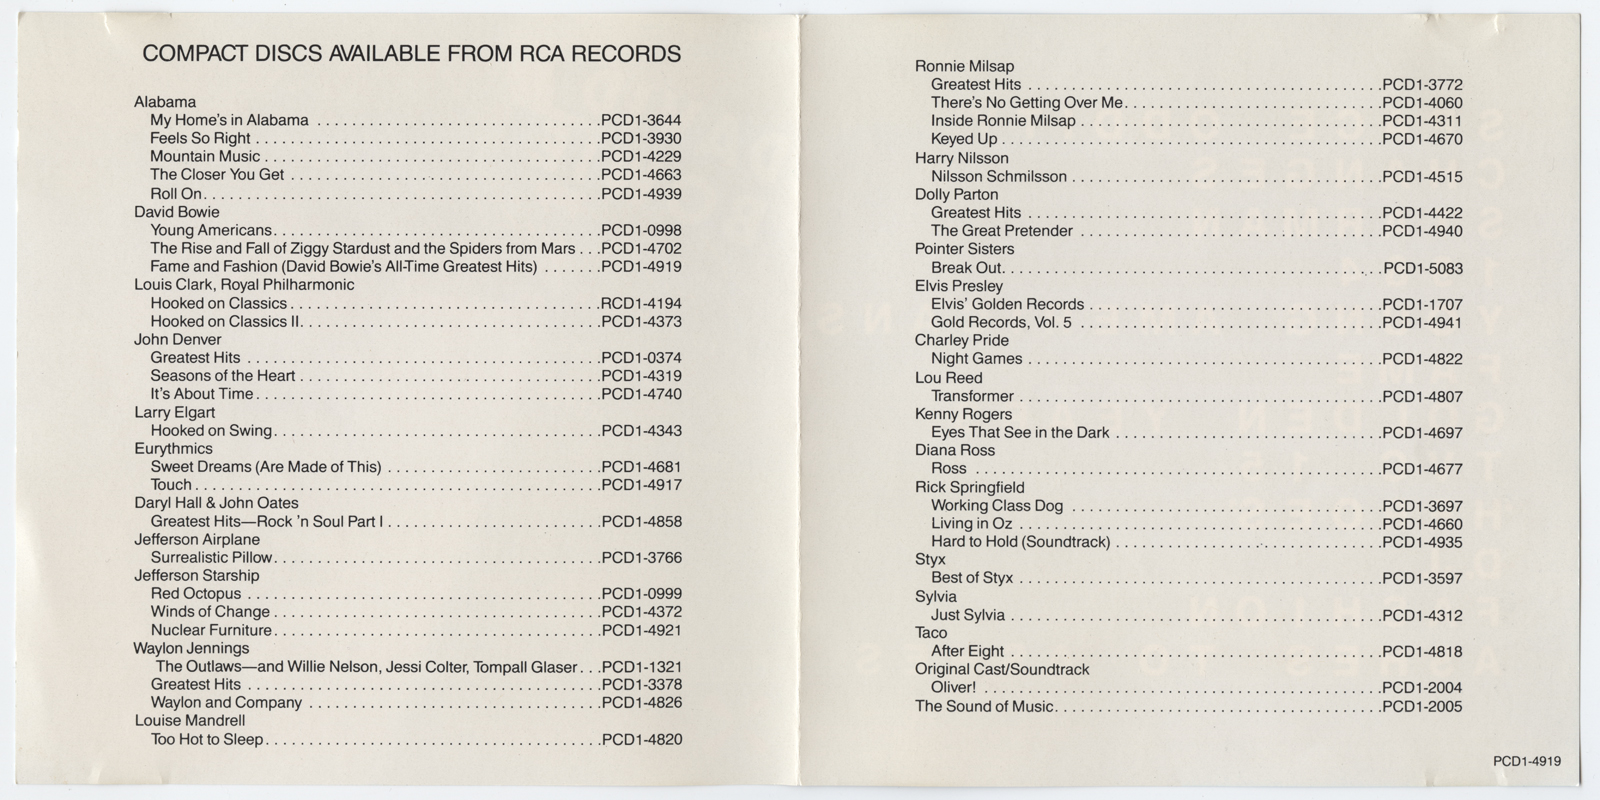 COMPACT DISCS AVAILABLE FROM RCA RECORDS
Alabama
My Home's in Alabama . . . . . . . . . . . . . . . . . . . . . . . . . . . . . . . . PCD1-3644
Feels So Right . . . . . . . . . . . . . . . . . . . . . . . . . . . . . . . . . . . . . . . PCD1-3930
Mountain Music . . . . . . . . . . . . . . . . . . . . . . . . . . . . . . . . . . . . . . PCD1-4229
The Closer You Get . . . . . . . . . . . . . . . . . . . . . . . . . . . . . . . . . . . PCD1-4663
Roll On . . . . . . . . . . . . . . . . . . . . . . . . . . . . . . . . . . . . . . . . . . . . . PCD1-4939
David Bowie
Young Americans . . . . . . . . . . . . . . . . . . . . . . . . . . . . . . . . . . . . . PCD1-0998
The Rise and Fall of Ziggy Stardust and the Spiders from Mars . . . PCD1-4702
Fame and Fashion (David Bowie's All-Time Greatest Hits) . . . . . . . PCD1-4919
Louis Clark, Royal Philharmonic
Hooked on Classics . . . . . . . . . . . . . . . . . . . . . . . . . . . . . . . . . . . RCD1-4194
Hooked on Classics II . . . . . . . . . . . . . . . . . . . . . . . . . . . . . . . . . . PCD1-4373
John Denver
Greatest Hits . . . . . . . . . . . . . . . . . . . . . . . . . . . . . . . . . . . . . . . . PCD1-0374
Seasons of the Heart . . . . . . . . . . . . . . . . . . . . . . . . . . . . . . . . . . PCD1-4319
It's About Time . . . . . . . . . . . . . . . . . . . . . . . . . . . . . . . . . . . . . . . PCD1-4740
Larry Elgart
Hooked on Swing . . . . . . . . . . . . . . . . . . . . . . . . . . . . . . . . . . . . . PCD1-4343
Eurythmics
Sweet Dreams (Are Made of This) . . . . . . . . . . . . . . . . . . . . . . . . PCD1-4681
Touch . . . . . . . . . . . . . . . . . . . . . . . . . . . . . . . . . . . . . . . . . . . . . . PCD1-4917
Daryl Hall & John Oates
Greatest Hits—Rock 'n Soul Part I . . . . . . . . . . . . . . . . . . . . . . . . PCD1-4858
Jefferson Airplane
Surrealistic Pillow . . . . . . . . . . . . . . . . . . . . . . . . . . . . . . . . . . . . . PCD1-3766
Jefferson Starship
Red Octopus . . . . . . . . . . . . . . . . . . . . . . . . . . . . . . . . . . . . . . . . PCD1-0999
Winds of Change . . . . . . . . . . . . . . . . . . . . . . . . . . . . . . . . . . . . . PCD1-4372
Nuclear Furniture . . . . . . . . . . . . . . . . . . . . . . . . . . . . . . . . . . . . . PCD1-4921
Waylon Jennings
The Outlaws—and Willie Nelson, Jessi Colter, Tompall Glaser . . . PCD1-1321
Greatest Hits . . . . . . . . . . . . . . . . . . . . . . . . . . . . . . . . . . . . . . . . PCD1-3378
Waylon and Company . . . . . . . . . . . . . . . . . . . . . . . . . . . . . . . . . PCD1-4826
Louise Mandrell
Too Hot to Sleep . . . . . . . . . . . . . . . . . . . . . . . . . . . . . . . . . . . . . . PCD1-4820
Ronnie Milsap
Greatest Hits . . . . . . . . . . . . . . . . . . . . . . . . . . . . . . . . . . . . . . . . PCD1-3772
There's No Getting Over Me . . . . . . . . . . . . . . . . . . . . . . . . . . . . . PCD1-4060
Inside Ronnie Milsap . . . . . . . . . . . . . . . . . . . . . . . . . . . . . . . . . . PCD1-4311
Keyed Up . . . . . . . . . . . . . . . . . . . . . . . . . . . . . . . . . . . . . . . . . . . PCD1-4670
Harry Nilsson
Nilsson Schmilsson . . . . . . . . . . . . . . . . . . . . . . . . . . . . . . . . . . . PCD1-4515
Dolly Parton
Greatest Hits . . . . . . . . . . . . . . . . . . . . . . . . . . . . . . . . . . . . . . . . PCD1-4422
The Great Pretender . . . . . . . . . . . . . . . . . . . . . . . . . . . . . . . . . . PCD1-4940
Pointer Sisters
Break Out . . . . . . . . . . . . . . . . . . . . . . . . . . . . . . . . . . . . . . . . . . . PCD1-5083
Elvis Presley
Elvis' Golden Records . . . . . . . . . . . . . . . . . . . . . . . . . . . . . . . . . PCD1-1707
Gold Records, Vol. 5 . . . . . . . . . . . . . . . . . . . . . . . . . . . . . . . . . . PCD1-4941
Charley Pride
Night Games . . . . . . . . . . . . . . . . . . . . . . . . . . . . . . . . . . . . . . . . PCD1-4822
Lou Reed
Transformer . . . . . . . . . . . . . . . . . . . . . . . . . . . . . . . . . . . . . . . . . PCD1-4807
Kenny Rogers
Eyes That See in the Dark . . . . . . . . . . . . . . . . . . . . . . . . . . . . . . PCD1-4697
Diana Ross
Ross . . . . . . . . . . . . . . . . . . . . . . . . . . . . . . . . . . . . . . . . . . . . . . PCD1-4677
Rick Springfield
Working Class Dog . . . . . . . . . . . . . . . . . . . . . . . . . . . . . . . . . . . PCD1-3697
Living in Oz . . . . . . . . . . . . . . . . . . . . . . . . . . . . . . . . . . . . . . . . . PCD1-4660
Hard to Hold (Soundtrack) . . . . . . . . . . . . . . . . . . . . . . . . . . . . . . PCD1-4935
Styx
Best of Styx . . . . . . . . . . . . . . . . . . . . . . . . . . . . . . . . . . . . . . . . . PCD1-3597
Sylvia
Just Sylvia . . . . . . . . . . . . . . . . . . . . . . . . . . . . . . . . . . . . . . . . . . PCD1-4312
Taco
After Eight . . . . . . . . . . . . . . . . . . . . . . . . . . . . . . . . . . . . . . . . . . PCD1-4818
Original Cast/Soundtrack
Oliver! . . . . . . . . . . . . . . . . . . . . . . . . . . . . . . . . . . . . . . . . . . . . . PCD1-2004
The Sound of Music . . . . . . . . . . . . . . . . . . . . . . . . . . . . . . . . . . . . . PCD1-2005
PCD1-4919